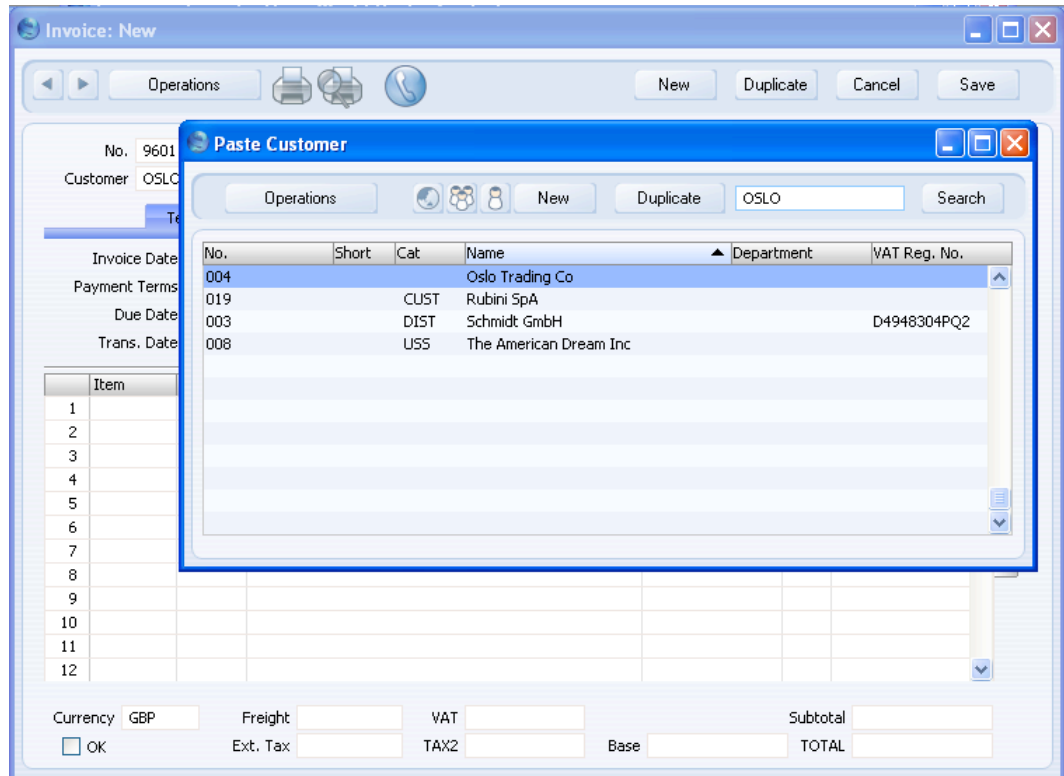 Invoice: New
Operations New Duplicate Cancel Save
No. 9601
Customer OSLO
Paste Customer
Operations New Duplicate OSLO Search
No. Short Cat Name Department VAT Reg. No.
004 Oslo Trading Co
019 CUST Rubini SpA
003 DIST Schmidt GmbH D4948304PQ2
008 USS The American Dream Inc
Invoice Date
Payment Terms
Due Date
Trans. Date
Item
1
2
3
4
5
6
7
8
9
10
11
12
Currency GBP Freight VAT Subtotal
OK Ext. Tax TAX2 Base TOTAL